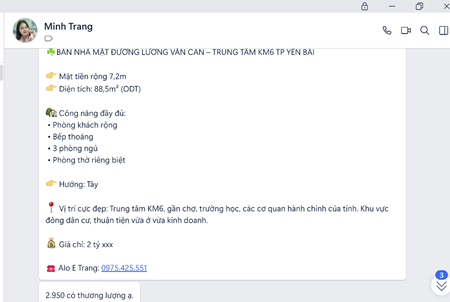 Minh Trang
☘️BÁN NHÀ MẶT ĐƯỜNG LƯƠNG VĂN CAN – TRUNG TÂM KM6 TP YÊN BÁI
👉 Mặt tiền rộng 7,2m
👉 Diện tích: 88,5m² (ODT)
🏡 Công năng đầy đủ:
• Phòng khách rộng
• Bếp thoáng
• 3 phòng ngủ
• Phòng thờ riêng biệt
👉 Hướng: Tây
📍 Vị trí cực đẹp: Trung tâm KM6, gần chợ, trường học, các cơ quan hành chính của tỉnh. Khu vực
đông dân cư, thuận tiện vừa ở vừa kinh doanh.
💰 Giá chỉ: 2 tỷ xxx
☎️ Alo E Trang: 0975.425.551
3
2.950 có thương lượng ạ.